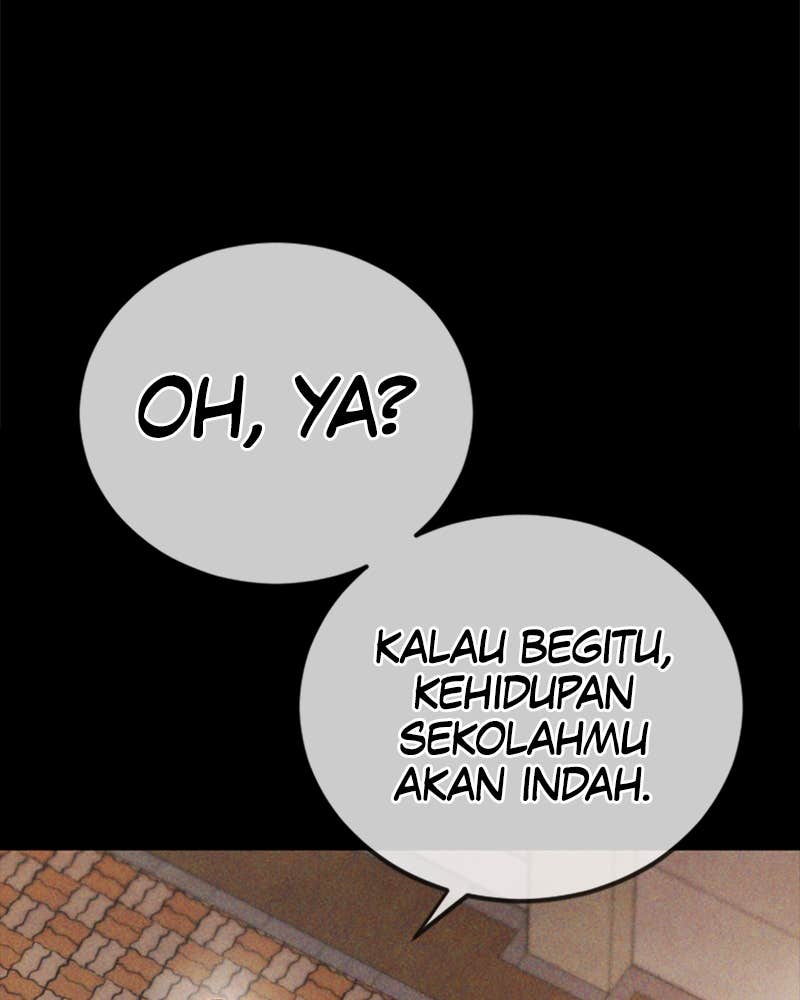 OH, YA?
KALAU BEGITU,
KEHIDUPAN
SEKOLAHMU
AKAN INDAH.